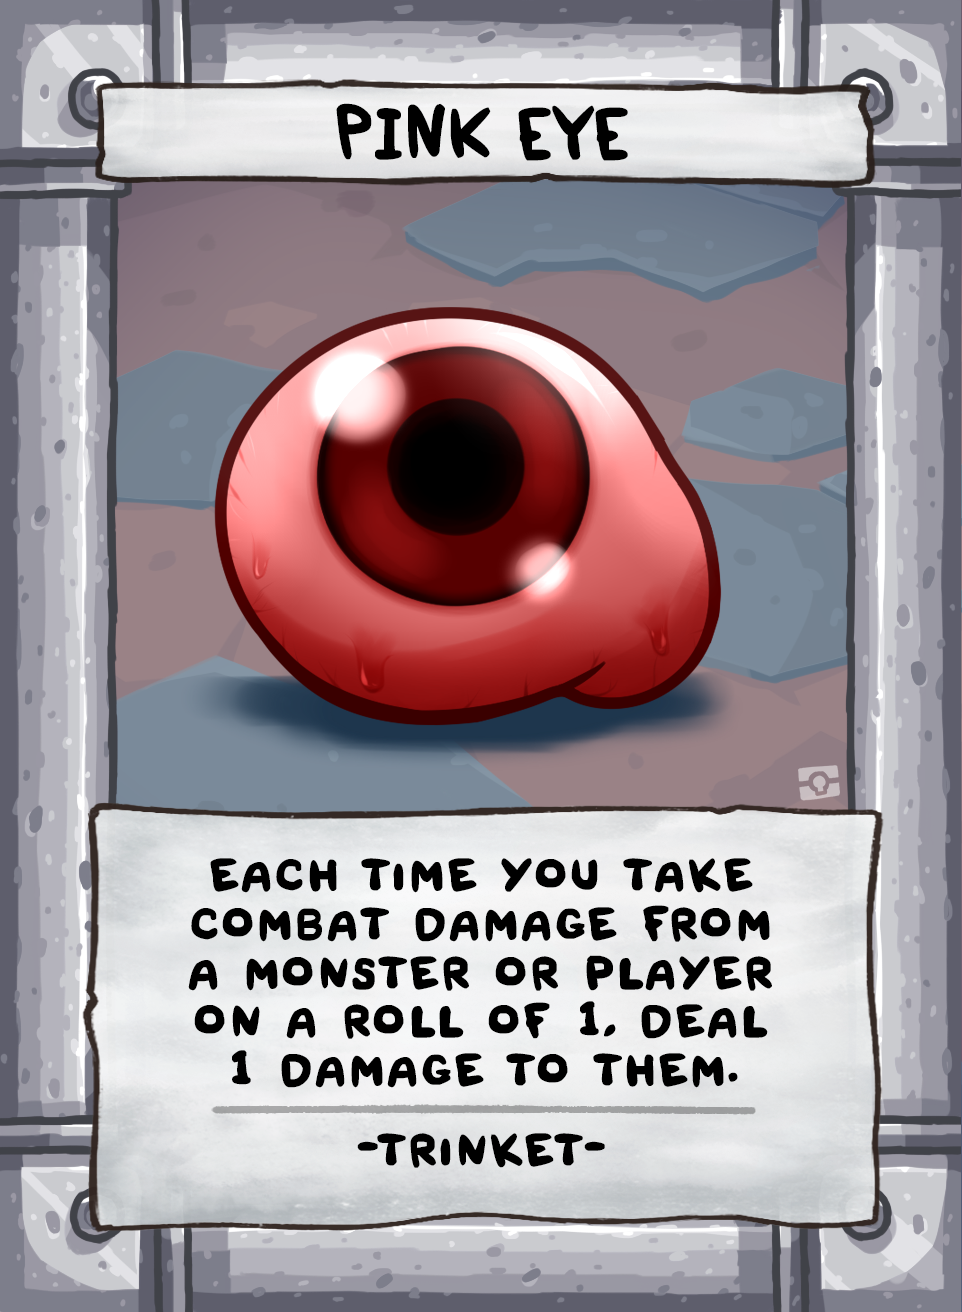 PINK EYE
EACH TIME YOU TAKE
COMBAT DAMAGE FROM
A MONSTER OR PLAYER
ON A ROLL OF 1, DEAL
1 DAMAGE TO THEM.
-TRINKET-